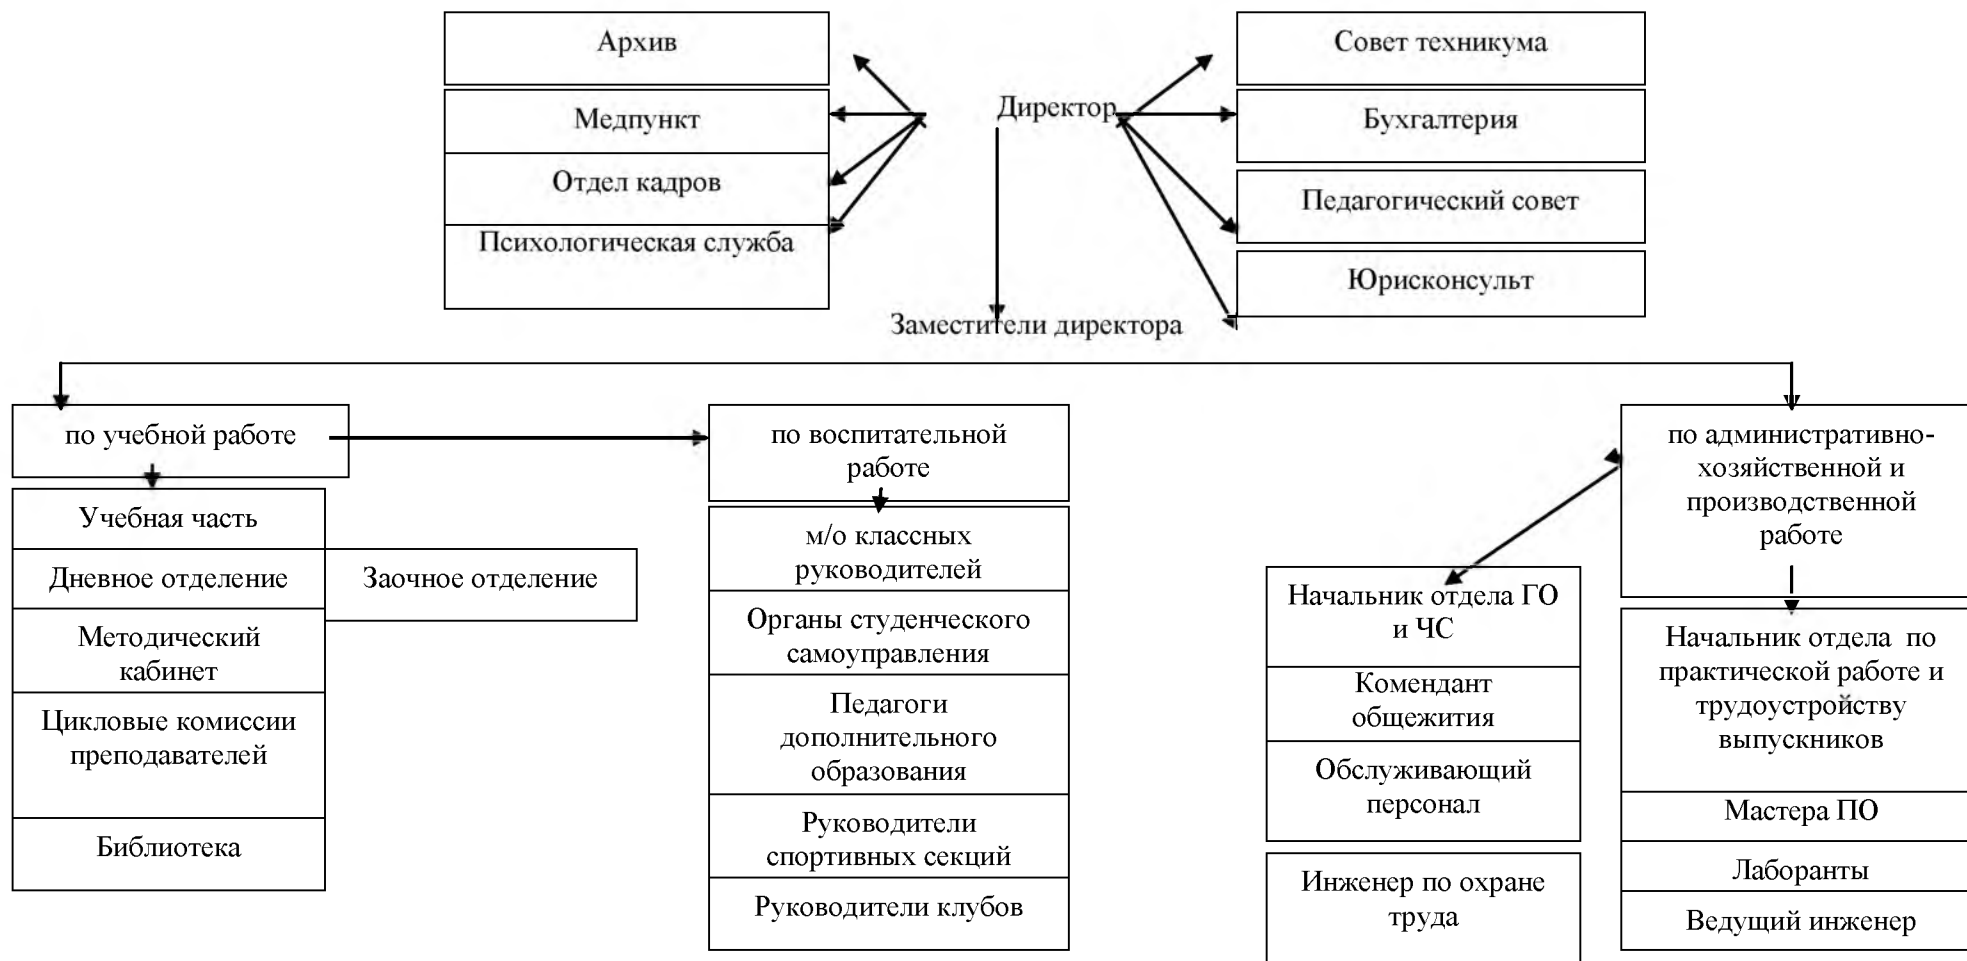 Архив
Медпункт
Отдел кадров
Психологическая служба
Директор
Совет техникума
Бухгалтерия
Педагогический совет
Юрисконсульт
Заместители директора
по учебной работе
Учебная часть
Дневное отделение
Заочное отделение
Методический
кабинет
Цикловые комиссии
преподавателей
Библиотека
по воспитательной
работе
м/о классных
руководителей
Органы студенческого
самоуправления
Педагоги
дополнительного
образования
Руководители
спортивных секций
Руководители клубов
по административно-
хозяйственной и
производственной
работе
Начальник отдела ГО
и ЧС
Комендант
общежития
Обслуживающий
персонал
Инженер по охране
труда
Начальник отдела по
практической работе и
трудоустройству
выпускников
Мастера ПО
Лаборанты
Ведущий инженер